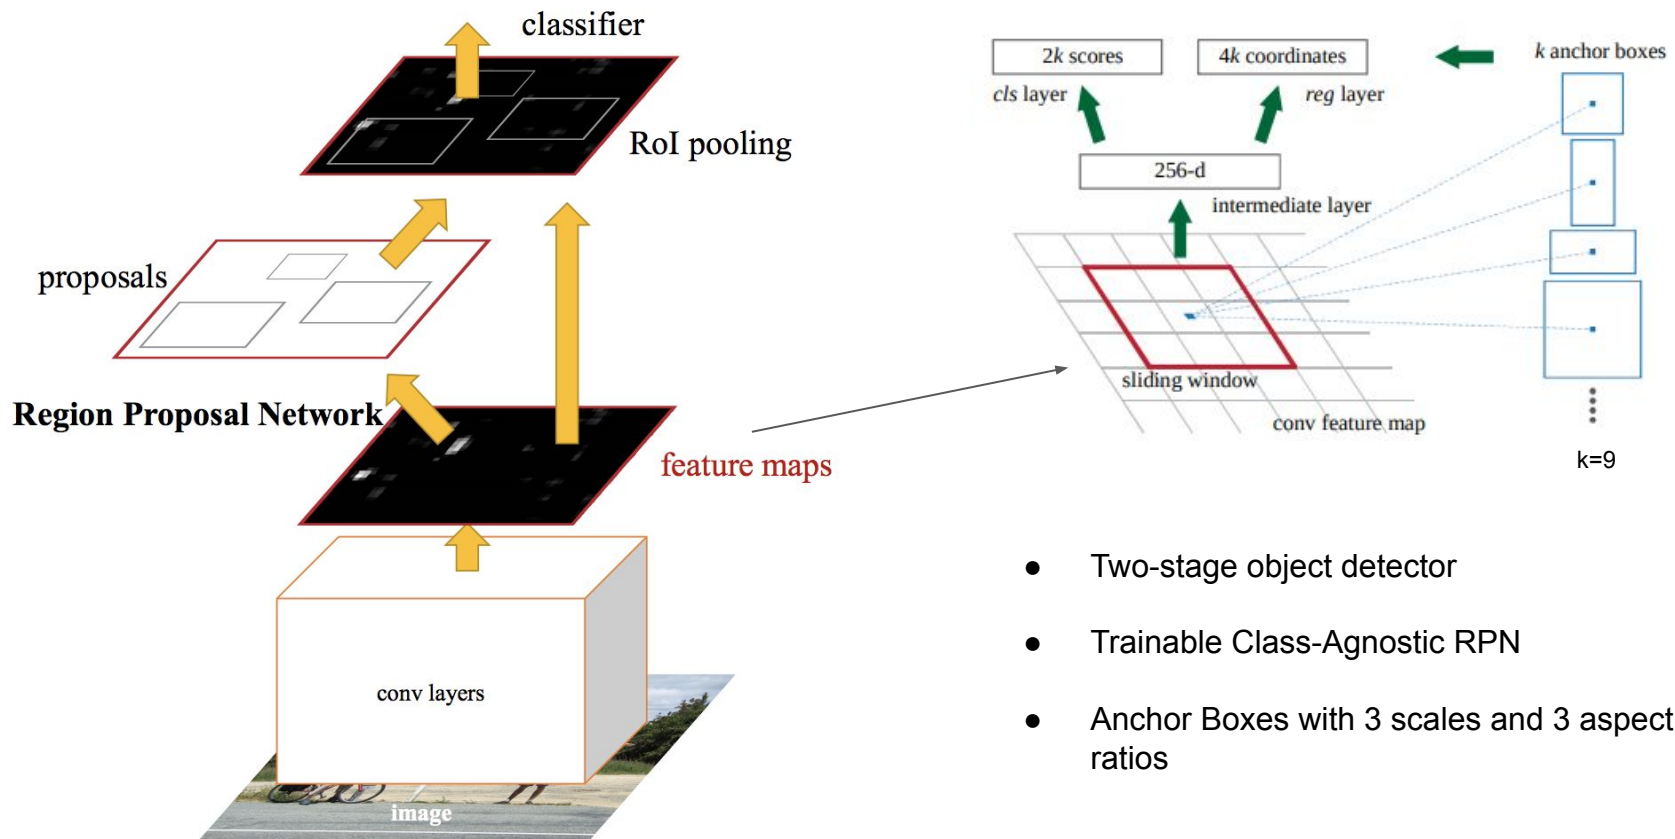 classifier
RoI pooling
proposals
Region Proposal Network
feature maps
conv layers
image
2k scores
4k coordinates
k anchor boxes
cls layer
reg layer
256-d
intermediate layer
sliding window
conv feature map
k=9
● Two-stage object detector
● Trainable Class-Agnostic RPN
● Anchor Boxes with 3 scales and 3 aspect
ratios